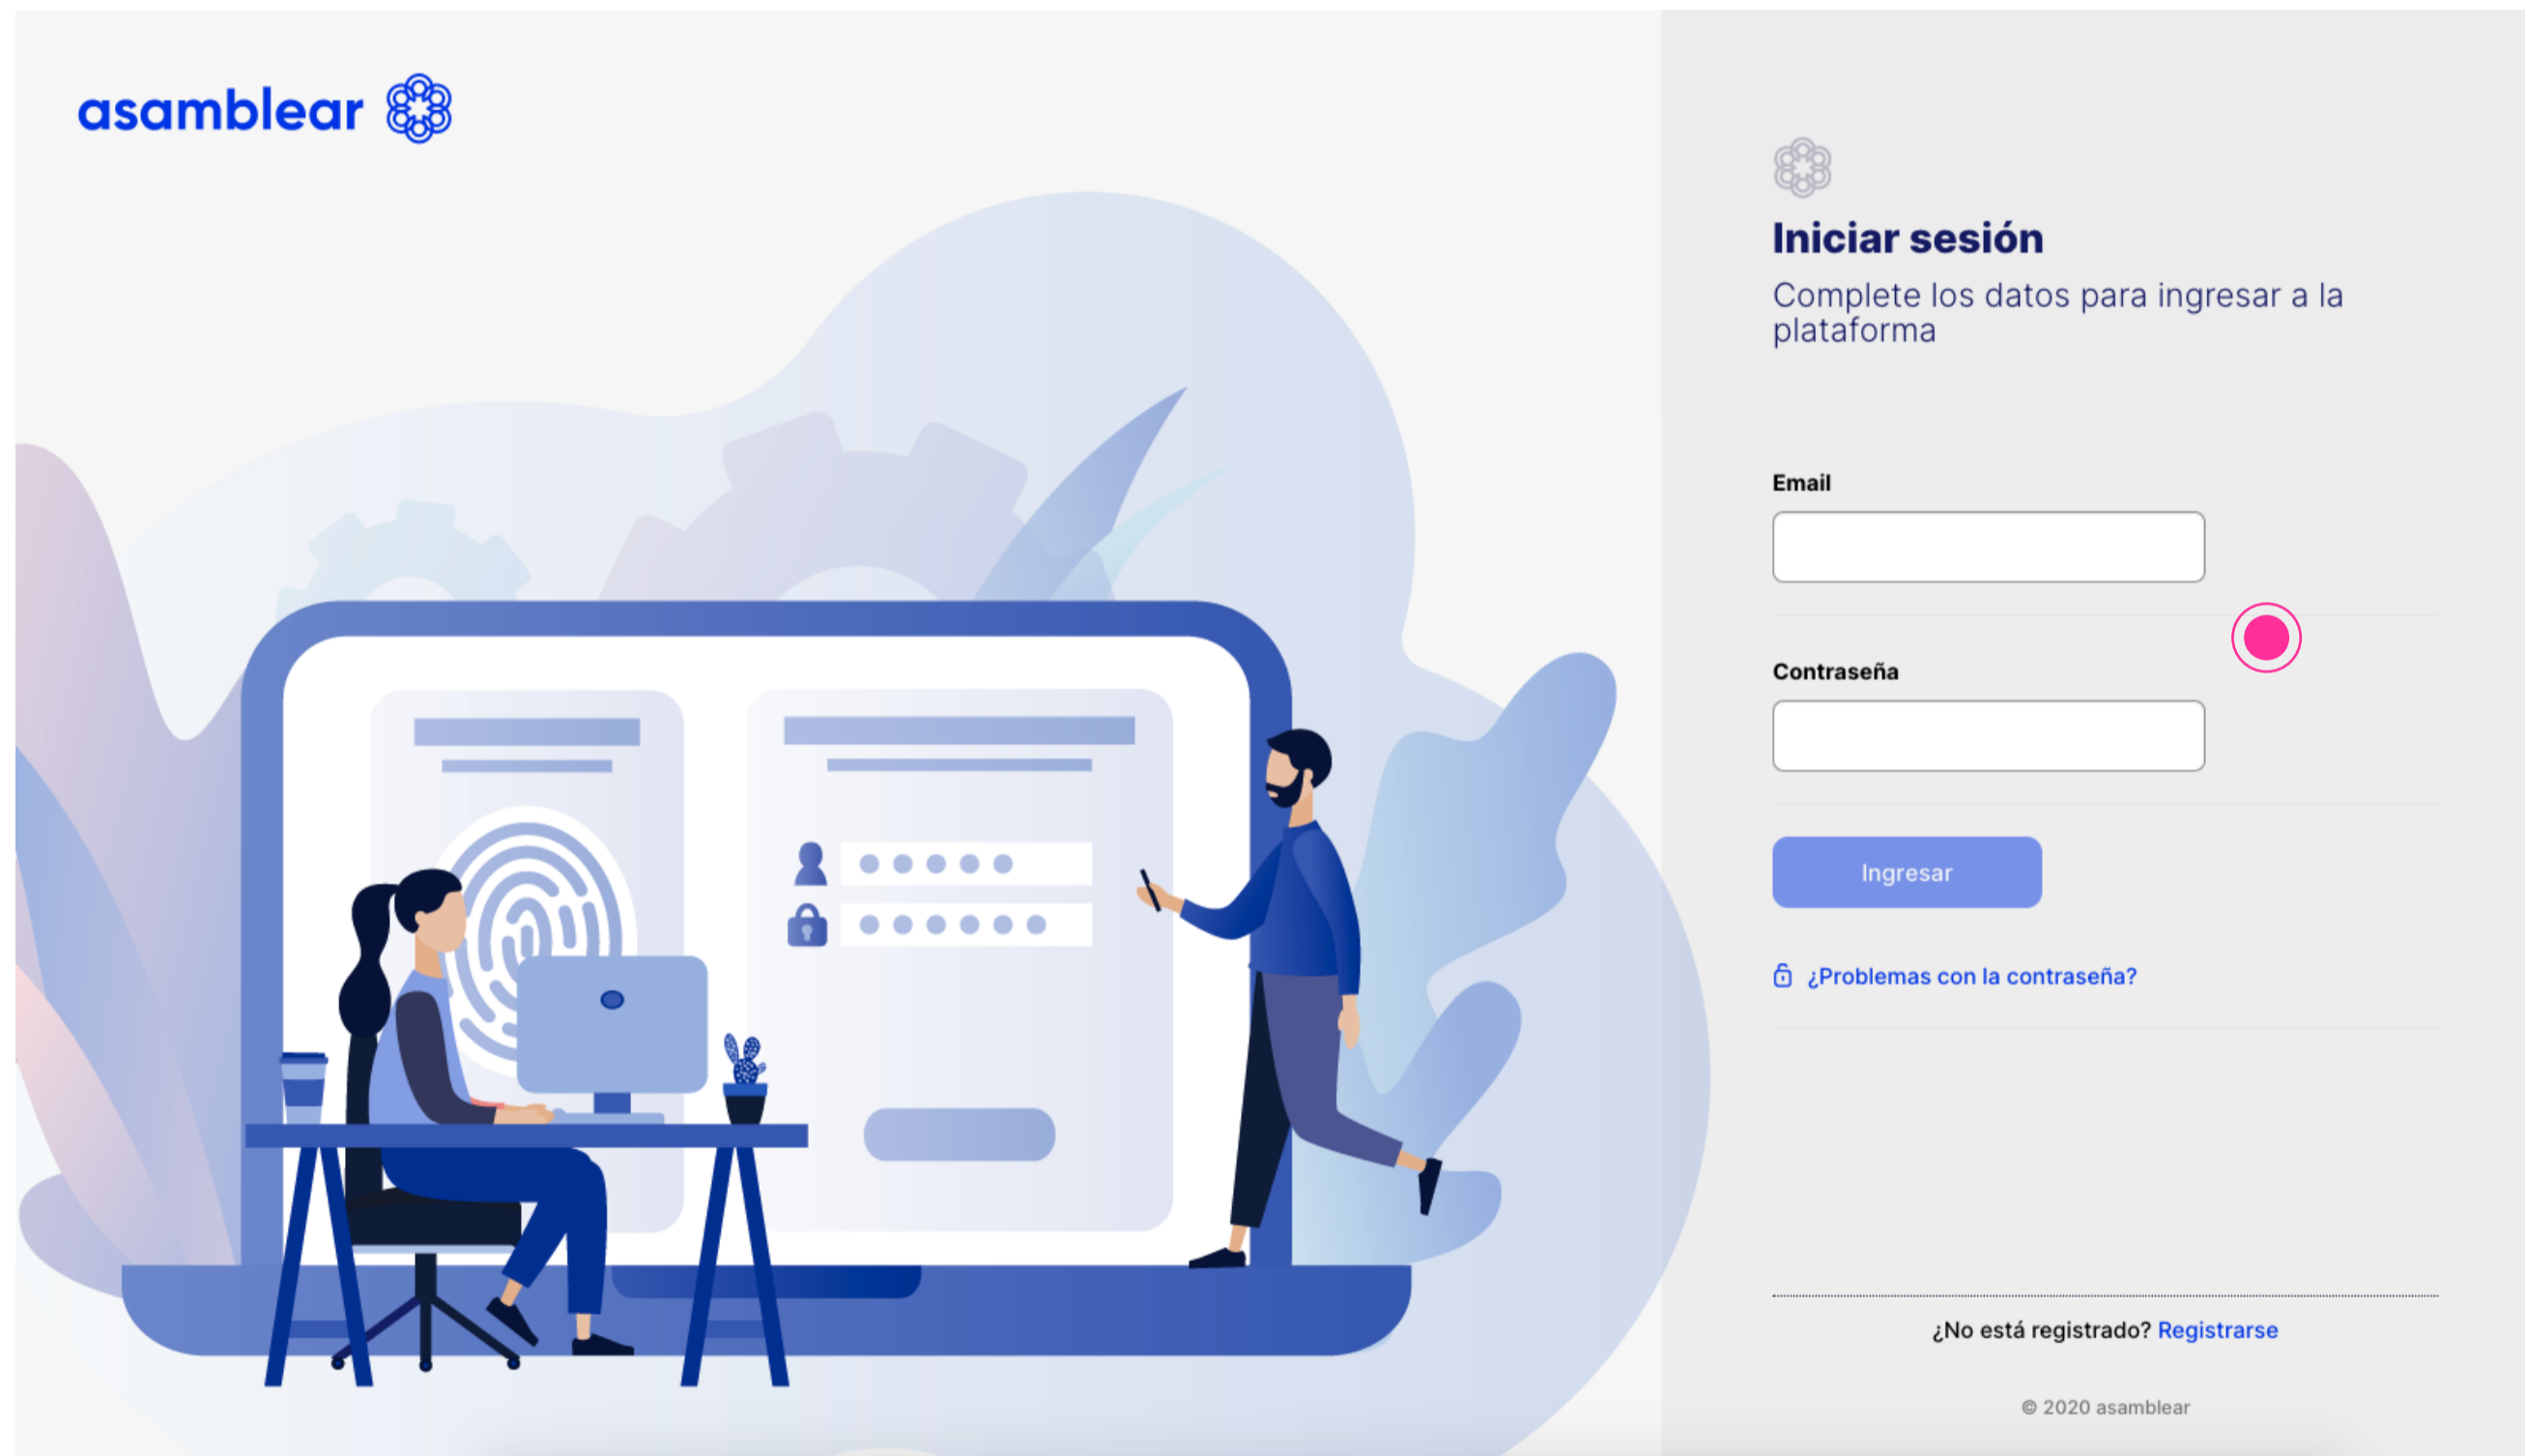 asamblear
Iniciar sesión
Complete los datos para ingresar a la
plataforma
Email
Contraseña
Ingresar
¿Problemas con la contraseña?
¿No está registrado? Registrarse
© 2020 asamblear